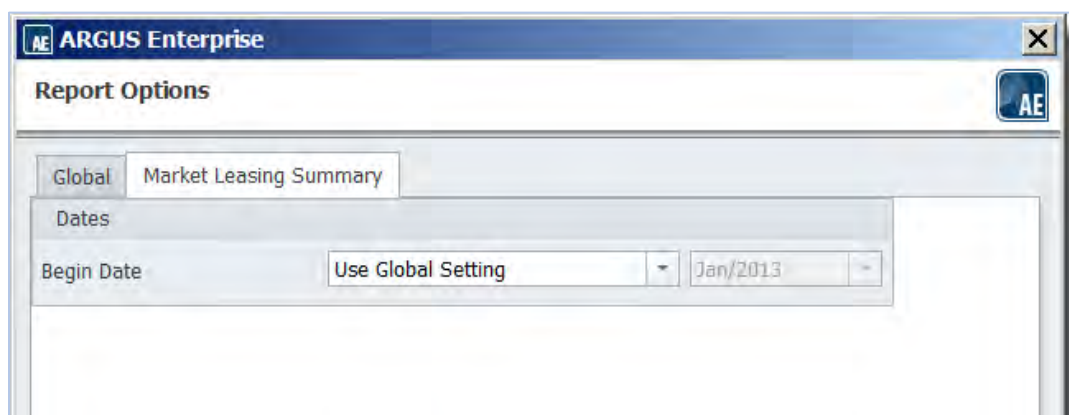 AE ARGUS Enterprise
Report Options
AE
Global Market Leasing Summary
Dates
Begin Date Use Global Setting Jan/2013